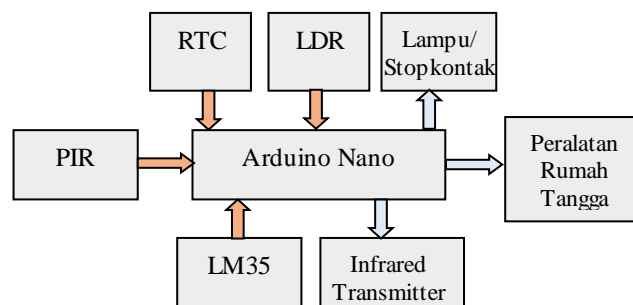 RTC
LDR
Lampu/
Stopkontak
PIR
Arduino Nano
Peralatan
Rumah
Tangga
LM35
Infrared
Transmitter